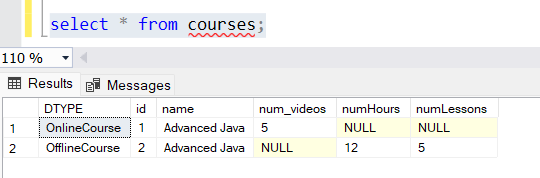 select * from courses;
110 %
Results Messages
DTYPE id name num_videos numHours numLessons
1 OnlineCourse 1 Advanced Java 5 NULL NULL
2 OfflineCourse 2 Advanced Java NULL 12 5